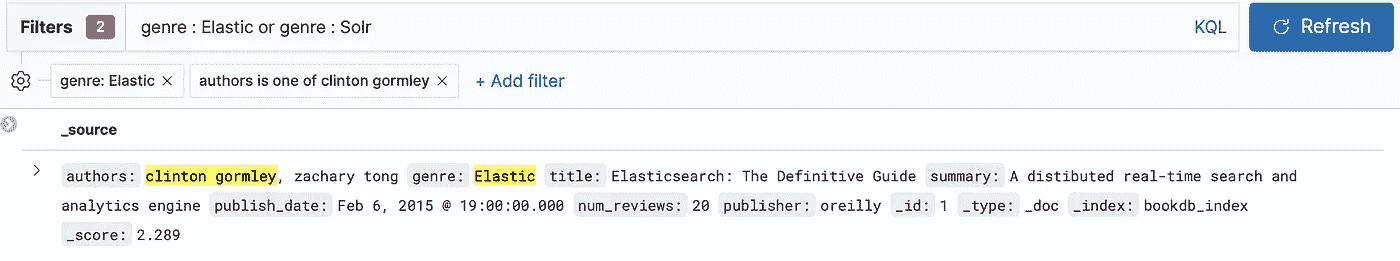 Filters 2 genre : Elastic or genre : Solr KQL Refresh
genre: Elastic × authors is one of clinton gormley × + Add filter
_source
authors: clinton gormley, zachary tong genre: Elastic title: Elasticsearch: The Definitive Guide summary: A distibuted real-time search and
analytics engine publish_date: Feb 6, 2015 @ 19:00:00.000 num_reviews: 20 publisher: oreilly _id: 1 _type: _doc _index: bookdb_index
_score: 2.289